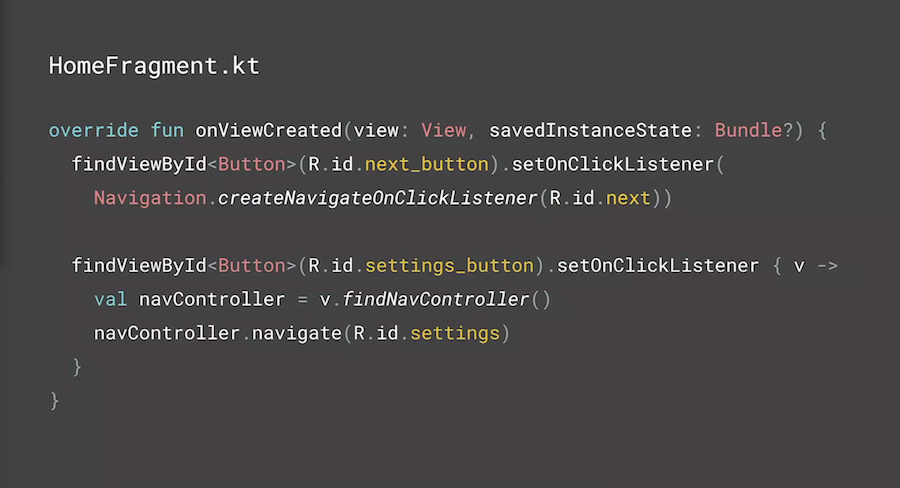 HomeFragment.kt
override fun onViewCreated(view: View, savedInstanceState: Bundle?) {
findViewById<Button>(R.id.next_button).setOnClickListener(
Navigation.createNavigateOnClickListener(R.id.next))
findViewById<Button>(R.id.settings_button).setOnClickListener { v ->
val navController = v.findNavController()
navController.navigate(R.id.settings)
}
}